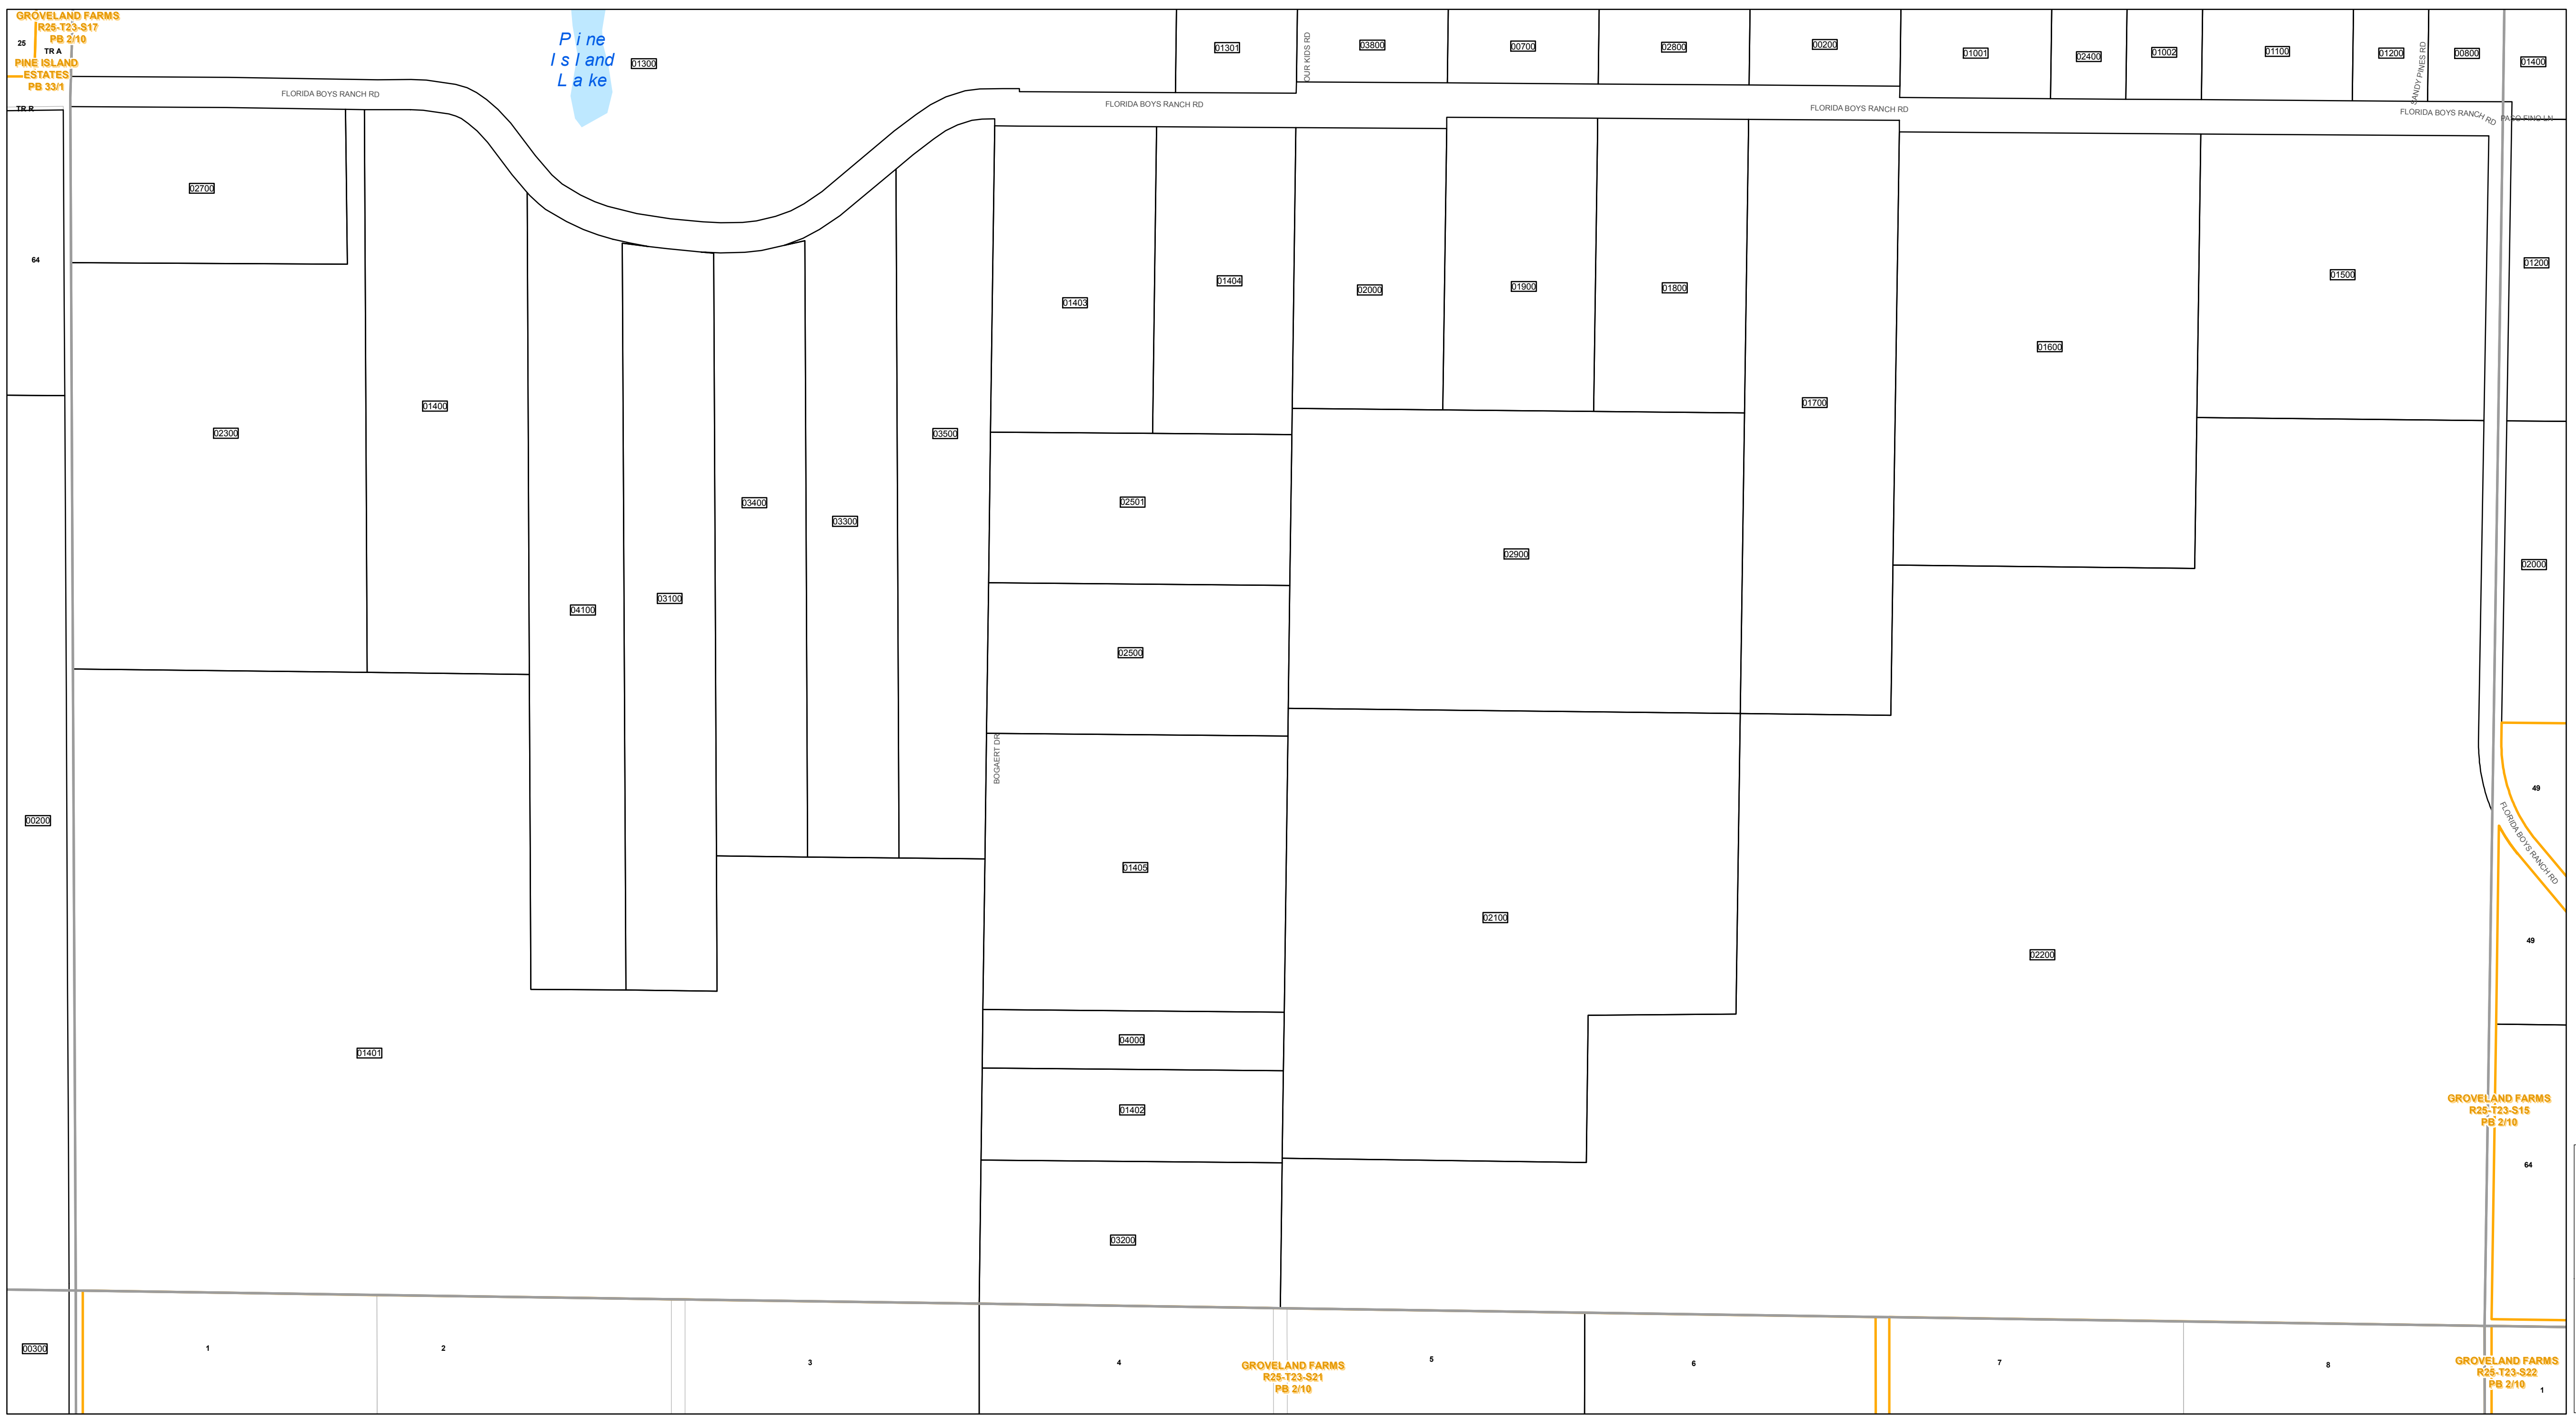 GROVELAND FARMS
R25-T23-S17
PB 2/10
25
TR A
PINE ISLAND
ESTATES
PB 33/1
TR R
Pine
Island
Lake
01300
01301
OUR KIDS RD
03800
00700
02800
00200
01001
02400
01002
01100
01200
SANDY PINES RD
00800
01400
FLORIDA BOYS RANCH RD
FLORIDA BOYS RANCH RD
FLORIDA BOYS RANCH RD
FLORIDA BOYS RANCH RD
PASO FINO LN
02700
64
01403
01404
02000
01900
01800
01500
01200
01600
01700
01400
02300
03500
03400
03300
02501
02900
02000
04100
03100
02500
BOGAERT DR
49
00200
FLORIDA BOYS RANCH RD
01405
02100
49
02200
01401
04000
01402
GROVELAND FARMS
R25-T23-S15
PB 2/10
64
03200
00300
1
2
3
4
GROVELAND FARMS
R25-T23-S21
PB 2/10
5
6
7
8
GROVELAND FARMS
R25-T23-S22
PB 2/10
1